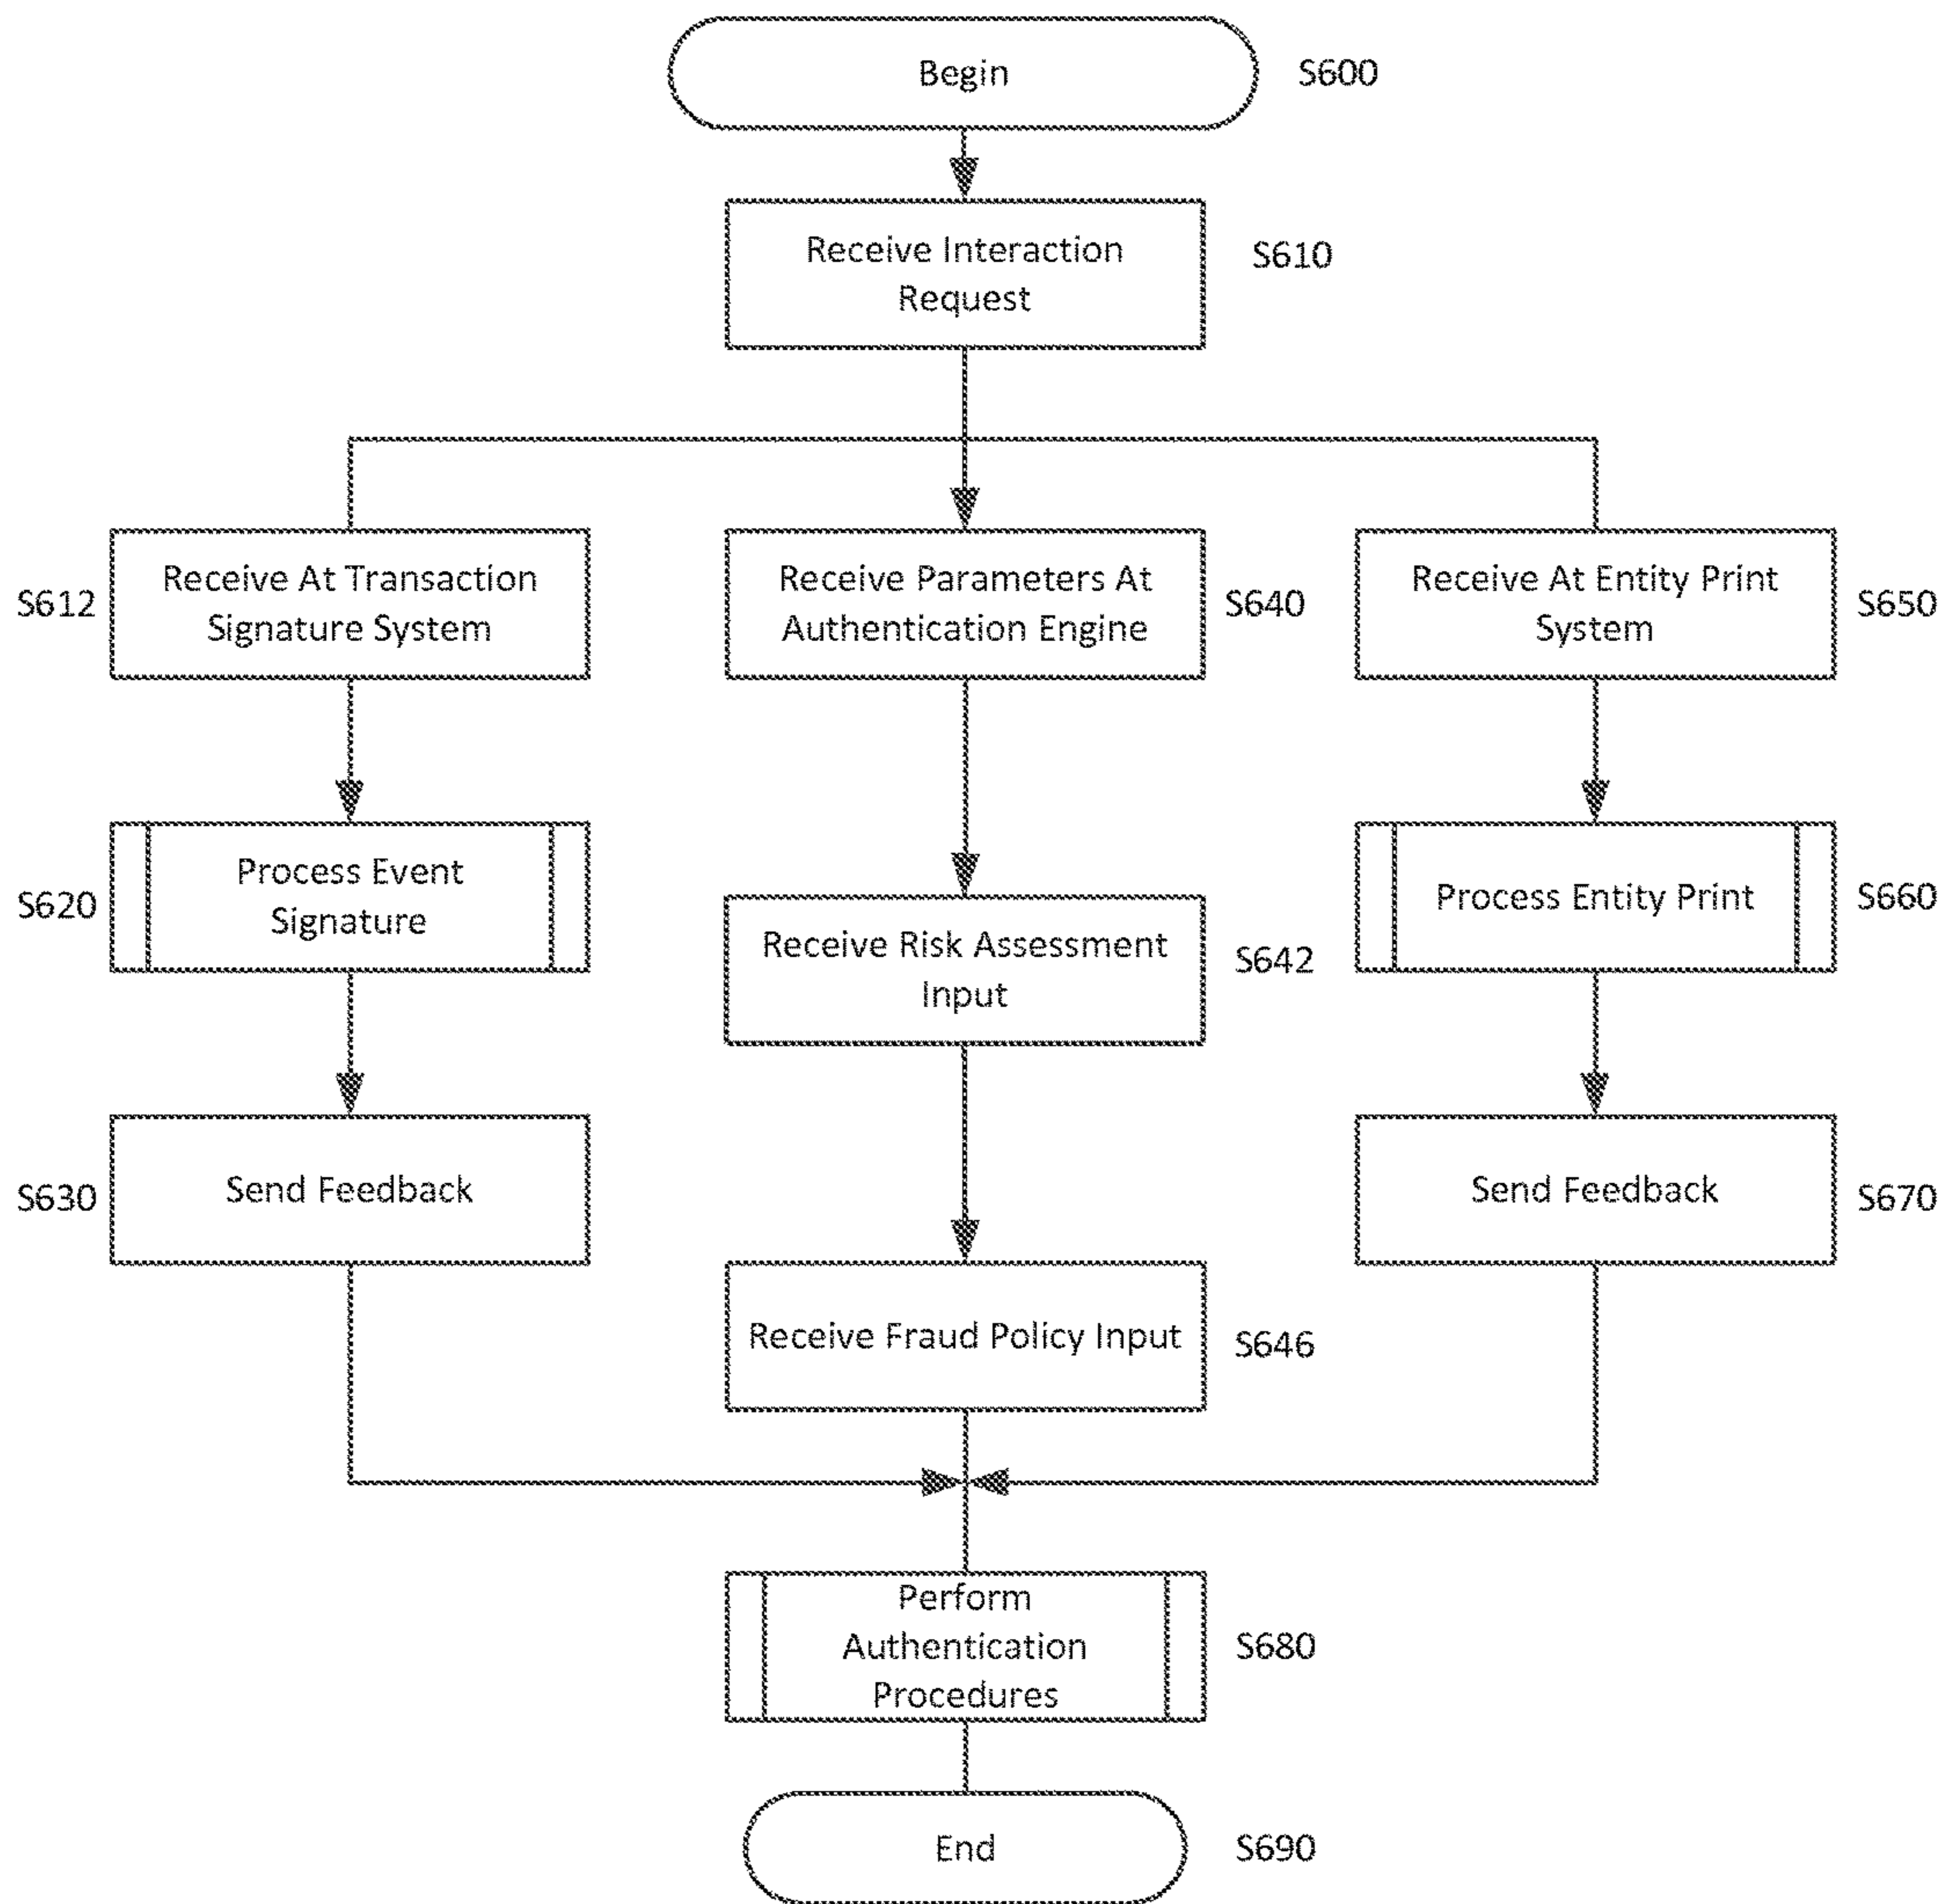 Begin
S600
Receive Interaction
Request
S610
S612
Receive At Transaction
Signature System
Receive Parameters At
Authentication Engine
S640
Receive At Entity Print
System
S650
S620
Process Event
Signature
Receive Risk Assessment
Input
S642
Process Entity Print
S660
S630
Send Feedback
Receive Fraud Policy Input
S646
Send Feedback
S670
Perform
Authentication
Procedures
S680
End
S690